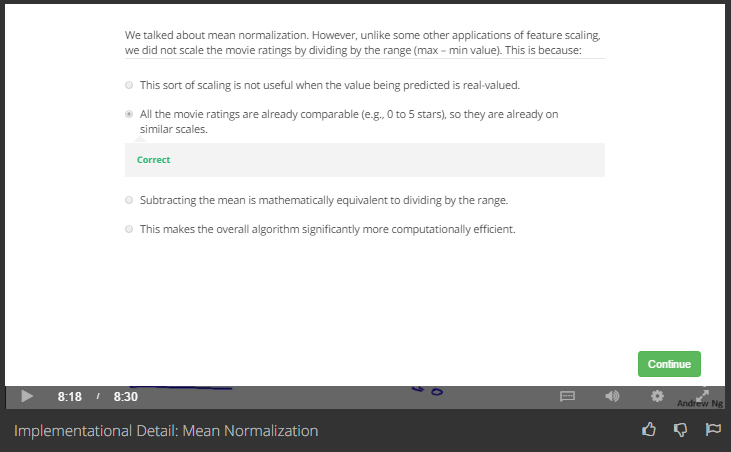 We talked about mean normalization. However, unlike some other applications of feature scaling,
we did not scale the movie ratings by dividing by the range (max – min value). This is because:
This sort of scaling is not useful when the value being predicted is real-valued.
All the movie ratings are already comparable (e.g., 0 to 5 stars), so they are already on
similar scales.
Correct
Subtracting the mean is mathematically equivalent to dividing by the range.
This makes the overall algorithm significantly more computationally efficient.
Continue
8:18 / 8:30
Andrew Ng
Implementational Detail: Mean Normalization